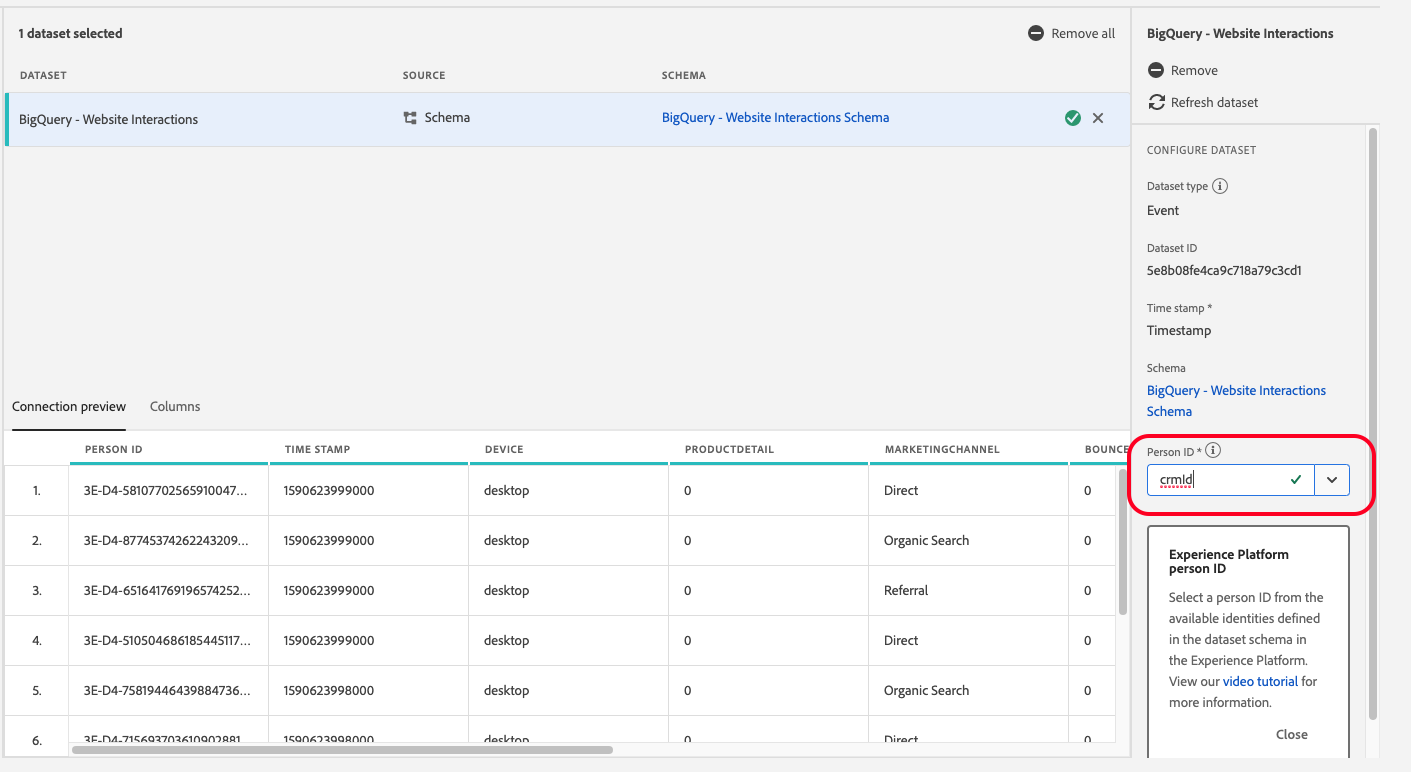 1 dataset selected
Remove all
DATASET SOURCE SCHEMA
BigQuery - Website Interactions Schema BigQuery - Website Interactions Schema
Connection preview Columns
PERSON ID TIME STAMP DEVICE PRODUCTDETAIL MARKETINGCHANNEL BOUNCE
1. 3E-D4-58107702565910047... 1590623999000 desktop 0 Direct 0
2. 3E-D4-87745374262243209... 1590623999000 desktop 0 Organic Search 0
3. 3E-D4-651641769196574252... 1590623999000 desktop 0 Referral 0
4. 3E-D4-510504686185445117... 1590623999000 desktop 0 Direct 0
5. 3E-D4-75819446439884736... 1590623998000 desktop 0 Organic Search 0
6. 3E-D4-715693703610902881 1590623998000 desktop 0 Direct 0
BigQuery - Website Interactions
Remove
Refresh dataset
CONFIGURE DATASET
Dataset type
Event
Dataset ID
5e8b08fe4ca9c718a79c3cd1
Time stamp *
Timestamp
Schema
BigQuery - Website Interactions
Schema
Person ID *
crmId
Experience Platform
person ID
Select a person ID from the
available identities defined
in the dataset schema in
the Experience Platform.
View our video tutorial for
more information.
Close